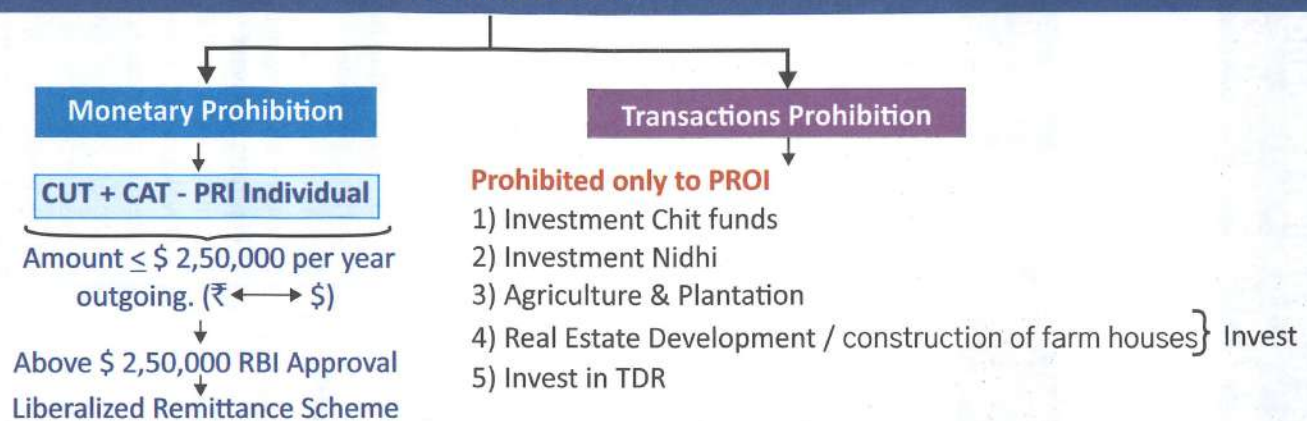 Monetary Prohibition
CUT + CAT - PRI Individual
Amount ≤ $ 2,50,000 per year
outgoing. (₹ ⟷ $)
Above $ 2,50,000 RBI Approval
Liberalized Remittance Scheme
Transactions Prohibition
Prohibited only to PROI
1) Investment Chit funds
2) Investment Nidhi
3) Agriculture & Plantation
4) Real Estate Development / construction of farm houses} Invest
5) Invest in TDR